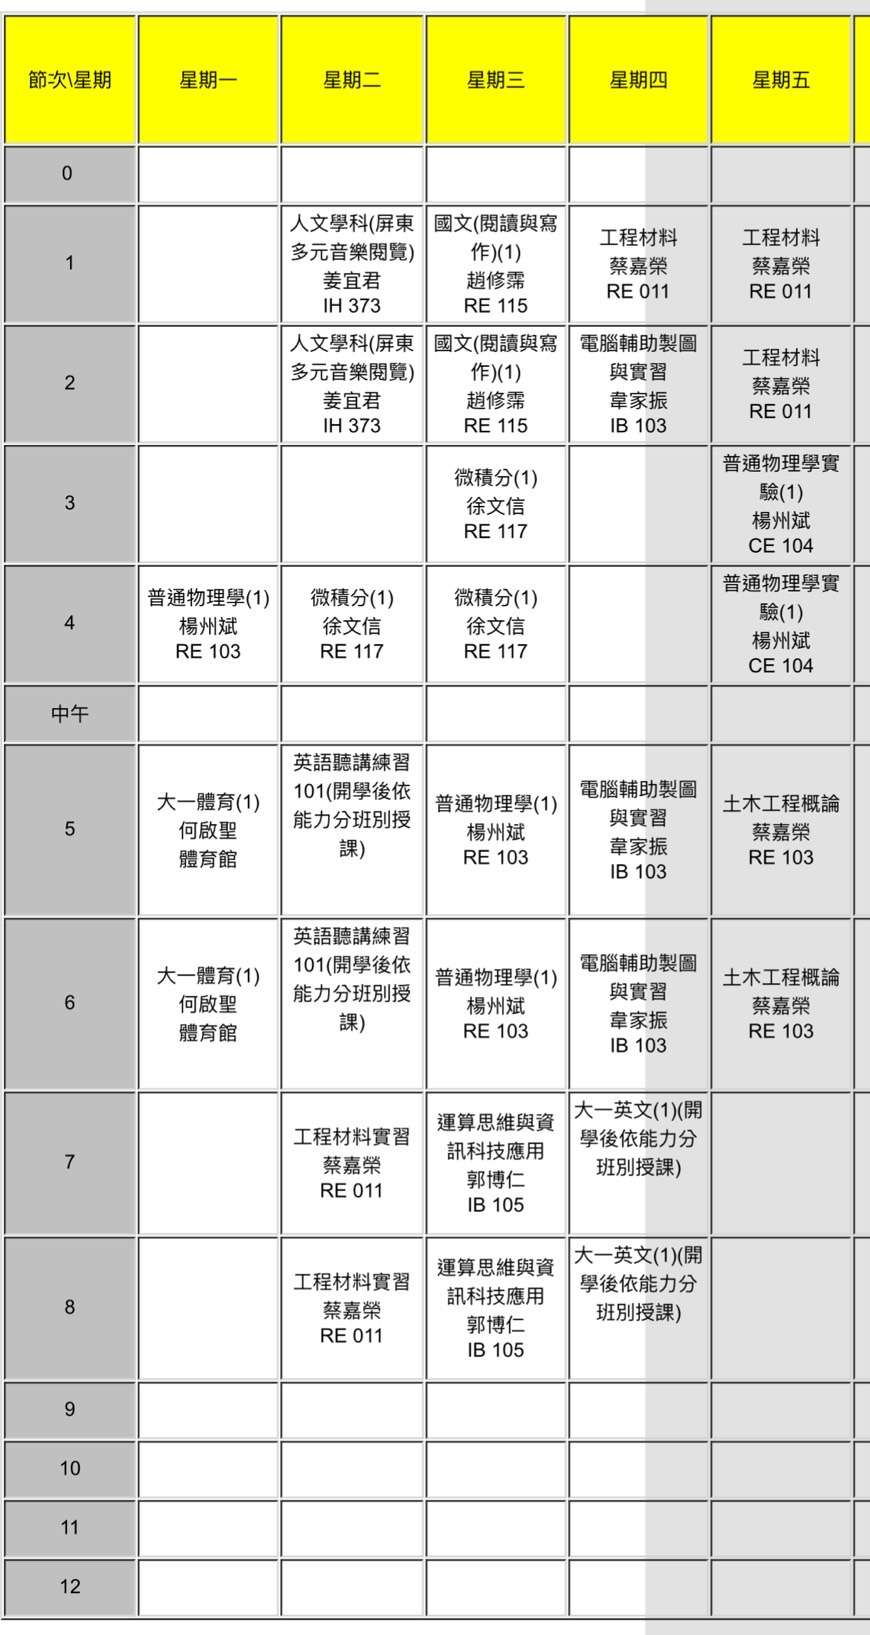 節次\星期
星期一
星期二
星期三
星期四
星期五
0
1
人文學科(屏東
多元音樂閱覽)
姜宜君
IH 373
國文(閱讀與寫
作)(1)
趙修霈
RE 115
工程材料
蔡嘉榮
RE 011
工程材料
蔡嘉榮
RE 011
2
人文學科(屏東
多元音樂閱覽)
姜宜君
IH 373
國文(閱讀與寫
作)(1)
趙修霈
RE 115
電腦輔助製圖
與實習
韋家振
IB 103
工程材料
蔡嘉榮
RE 011
3
微積分(1)
徐文信
RE 117
普通物理學實
驗(1)
楊州斌
CE 104
4
普通物理學(1)
楊州斌
RE 103
微積分(1)
徐文信
RE 117
微積分(1)
徐文信
RE 117
普通物理學實
驗(1)
楊州斌
CE 104
中午
5
大一體育(1)
何啟聖
體育館
英語聽講練習
101(開學後依
能力分班別授
課)
普通物理學(1)
楊州斌
RE 103
電腦輔助製圖
與實習
韋家振
IB 103
土木工程概論
蔡嘉榮
RE 103
6
大一體育(1)
何啟聖
體育館
英語聽講練習
101(開學後依
能力分班別授
課)
普通物理學(1)
楊州斌
RE 103
電腦輔助製圖
與實習
韋家振
IB 103
土木工程概論
蔡嘉榮
RE 103
7
工程材料實習
蔡嘉榮
RE 011
運算思維與資
訊科技應用
郭博仁
IB 105
大一英文(1)(開
學後依能力分
班別授課)
8
工程材料實習
蔡嘉榮
RE 011
運算思維與資
訊科技應用
郭博仁
IB 105
大一英文(1)(開
學後依能力分
班別授課)
9
10
11
12